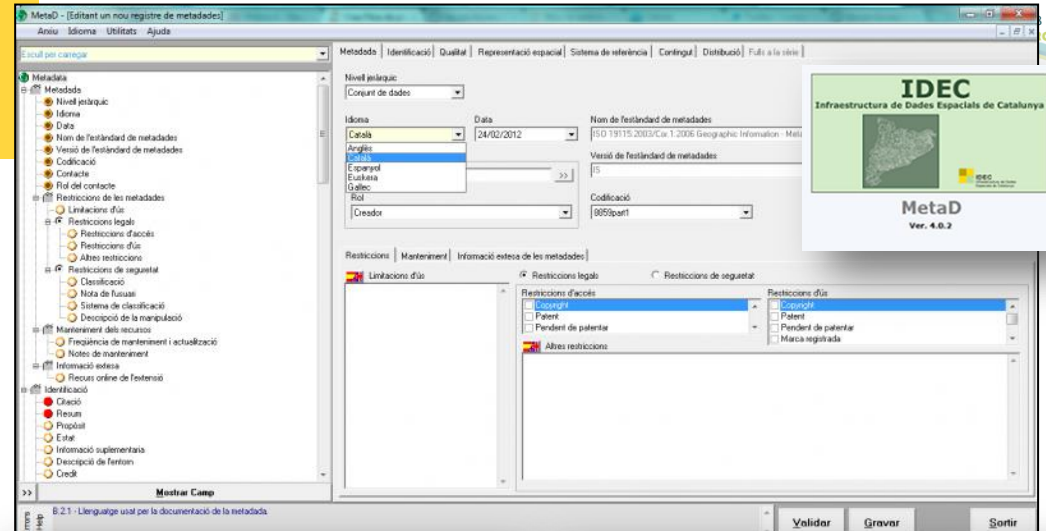 MetaD - [Editant un nou registre de metadades]
Arxiu Idioma Utilitats Ajuda
Escull per carregar
Metadata
Metadada
Nivell jeràrquic
Idioma
Data
Nom de l'estàndard de metadades
Versió de l'estàndard de metadades
Codificació
Contacte
Rol del contacte
Restriccions de les metadades
Limitacions d'ús
Restriccions legals
Restriccions d'accés
Restriccions d'ús
Altres restriccions
Restriccions de seguretat
Classificació
Nota de l'usuari
Sistema de classificació
Descripció de la manipulació
Manteniment dels recursos
Freqüència de manteniment i actualització
Notes de manteniment
Informació extesa
Recurs online de l'extensió
Identificació
Citació
Resum
Propòsit
Estat
Informació suplementaria
Descripció de l'entorn
Crèdit
>> Mostrar Camp
Metadada Identificació Qualitat Representació espacial Sistema de referència Contingut Distribució Fulls a la sèrie
Nivell jeràrquic
Conjunt de dades
Idioma Data Nom de l'estàndard de metadades
Català 24/02/2012 ISO 19115:2003/Cor.1:2006 Geographic Information - Meta
Anglès
Català
Espanyol
Euskera
Gallec
>>
Versió de l'estàndard de metadades
IS
Rol Codificació
Creador 8859part1
Restriccions Manteniment Informació extesa de les metadades
Limitacions d'ús Restriccions legals Restriccions de seguretat
Restriccions d'accés Restriccions d'ús
Copyright Copyright
Patent Patent
Pendent de patentar Pendent de patentar
Marca registrada
Altres restriccions
IDEC
Infraestructura de Dades Espacials de Catalunya
IDEC
MetaD
Ver. 4.0.2
Help
B.2.1 - Llenguatge usat per la documentació de la metadada.
Validar Gravar Sortir